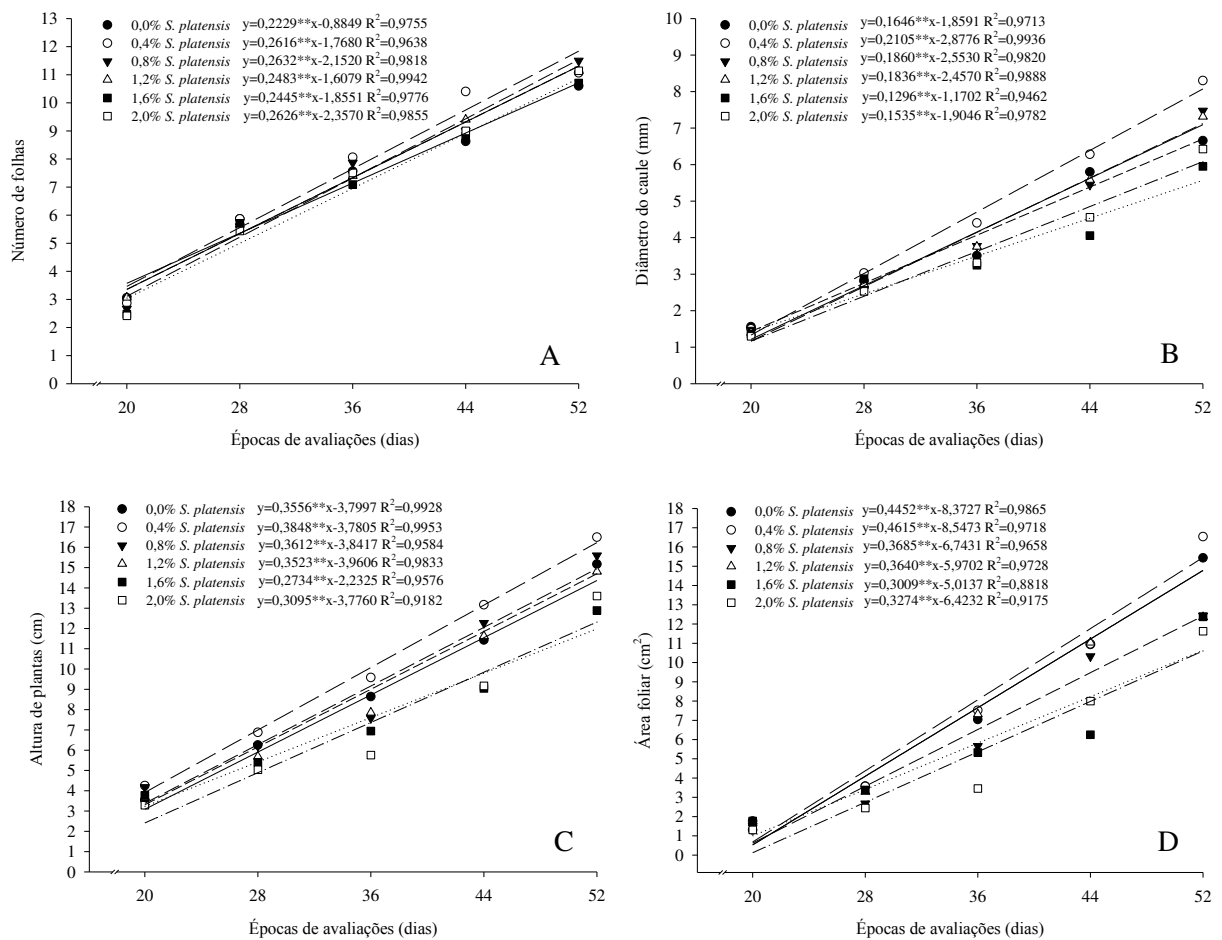 0,0% S. platensis y=0,2229**x-0,8849 R²=0,9755
0,4% S. platensis y=0,2616**x-1,7680 R²=0,9638
0,8% S. platensis y=0,2632**x-2,1520 R²=0,9818
1,2% S. platensis y=0,2483**x-1,6079 R²=0,9942
1,6% S. platensis y=0,2445**x-1,8551 R²=0,9776
2,0% S. platensis y=0,2626**x-2,3570 R²=0,9855
13
12
11
10
9
8
7
6
5
4
3
2
1
0
Número de folhas
A
20 28 36 44 52
Épocas de avaliações (dias)
0,0% S. platensis y=0,1646**x-1,8591 R²=0,9713
0,4% S. platensis y=0,2105**x-2,8776 R²=0,9936
0,8% S. platensis y=0,1860**x-2,5530 R²=0,9820
1,2% S. platensis y=0,1836**x-2,4570 R²=0,9888
1,6% S. platensis y=0,1296**x-1,1702 R²=0,9462
2,0% S. platensis y=0,1535**x-1,9046 R²=0,9782
10
9
8
7
6
5
4
3
2
1
0
Diâmetro do caule (mm)
B
20 28 36 44 52
Épocas de avaliações (dias)
0,0% S. platensis y=0,3556**x-3,7997 R²=0,9928
0,4% S. platensis y=0,3848**x-3,7805 R²=0,9953
0,8% S. platensis y=0,3612**x-3,8417 R²=0,9584
1,2% S. platensis y=0,3523**x-3,9606 R²=0,9833
1,6% S. platensis y=0,2734**x-2,2325 R²=0,9576
2,0% S. platensis y=0,3095**x-3,7760 R²=0,9182
18
17
16
15
14
13
12
11
10
9
8
7
6
5
4
3
2
1
0
Altura de plantas (cm)
C
20 28 36 44 52
Épocas de avaliações (dias)
0,0% S. platensis y=0,4452**x-8,3727 R²=0,9865
0,4% S. platensis y=0,4615**x-8,5473 R²=0,9718
0,8% S. platensis y=0,3685**x-6,7431 R²=0,9658
1,2% S. platensis y=0,3640**x-5,9702 R²=0,9728
1,6% S. platensis y=0,3009**x-5,0137 R²=0,8818
2,0% S. platensis y=0,3274**x-6,4232 R²=0,9175
18
17
16
15
14
13
12
11
10
9
8
7
6
5
4
3
2
1
0
Área foliar (cm²)
D
20 28 36 44 52
Épocas de avaliações (dias)